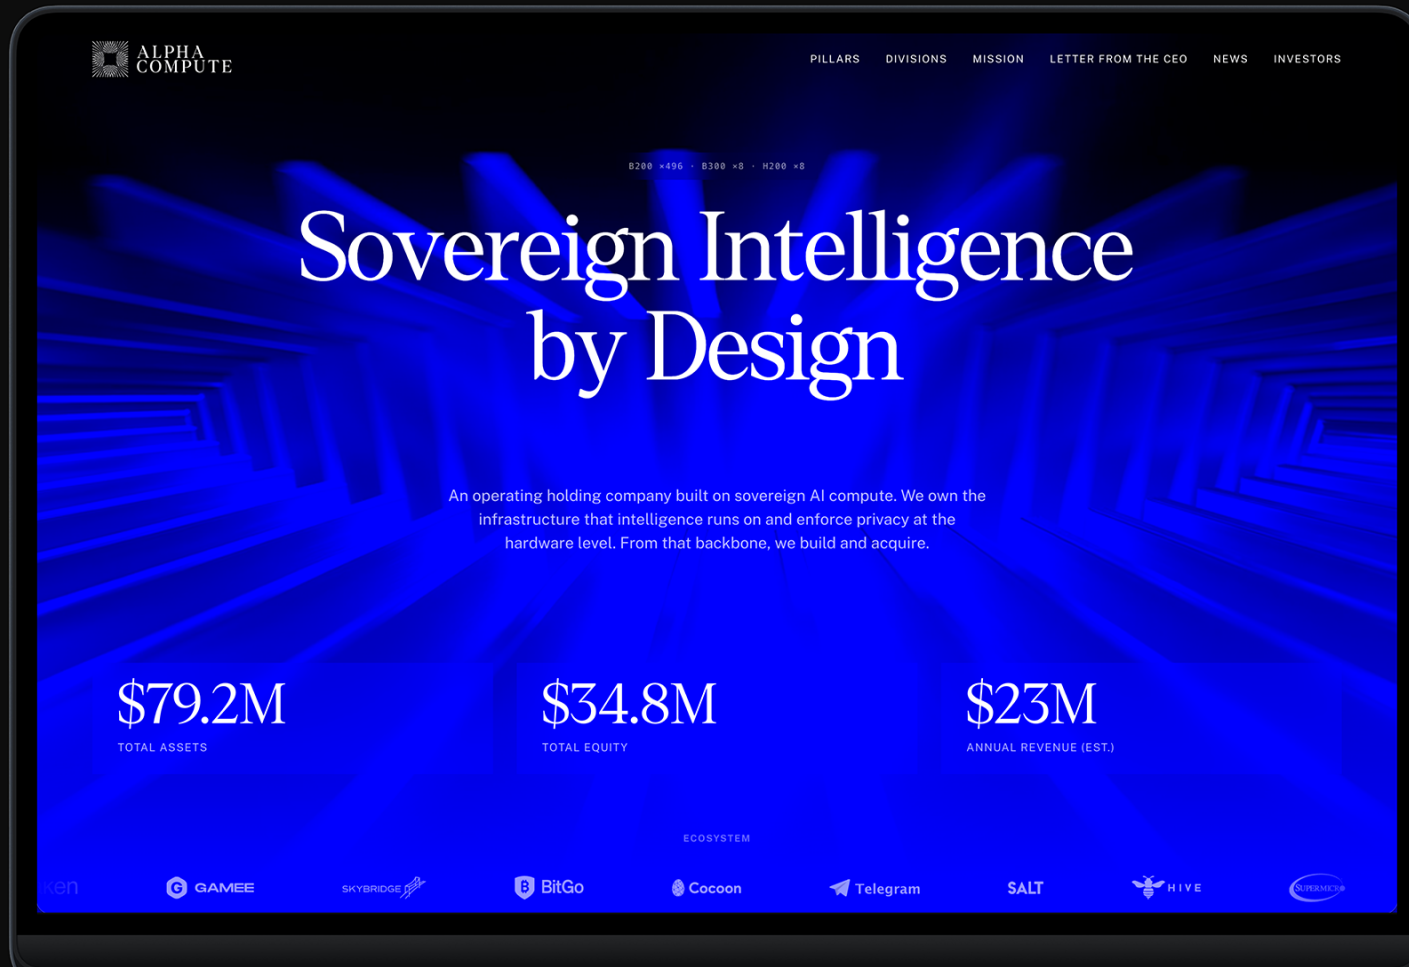 ALPHA
COMPUTE
PILLARS DIVISIONS MISSION LETTER FROM THE CEO NEWS INVESTORS
B200 ×496 · B300 ×8 · H200 ×8
Sovereign Intelligence
by Design
An operating holding company built on sovereign AI compute. We own the
infrastructure that intelligence runs on and enforce privacy at the
hardware level. From that backbone, we build and acquire.
$79.2M
TOTAL ASSETS
$34.8M
TOTAL EQUITY
$23M
ANNUAL REVENUE (EST.)
ECOSYSTEM
GAMEE SKYBRIDGE BitGo Cocoon Telegram SALT HIVE SUPERMICRO